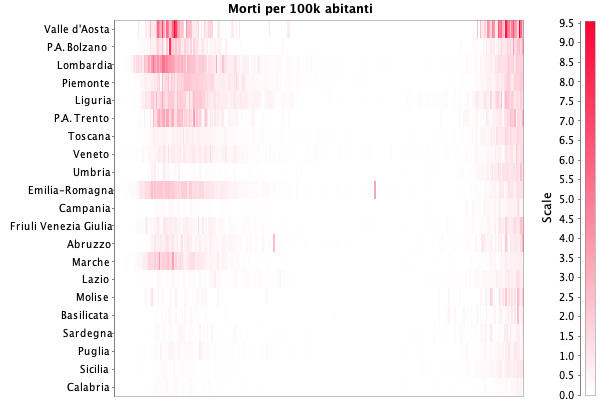 Morti per 100k abitanti
Valle d'Aosta
P.A. Bolzano
Lombardia
Piemonte
Liguria
P.A. Trento
Toscana
Veneto
Umbria
Emilia-Romagna
Campania
Friuli Venezia Giulia
Abruzzo
Marche
Lazio
Molise
Basilicata
Sardegna
Puglia
Sicilia
Calabria
Scale
9.5
9.0
8.5
8.0
7.5
7.0
6.5
6.0
5.5
5.0
4.5
4.0
3.5
3.0
2.5
2.0
1.5
1.0
0.5
0.0